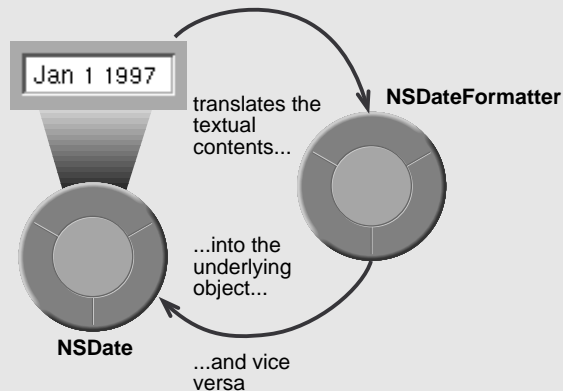 Jan 1 1997
translates the
textual
contents...
NSDateFormatter
...into the
underlying
object...
NSDate
...and vice
versa